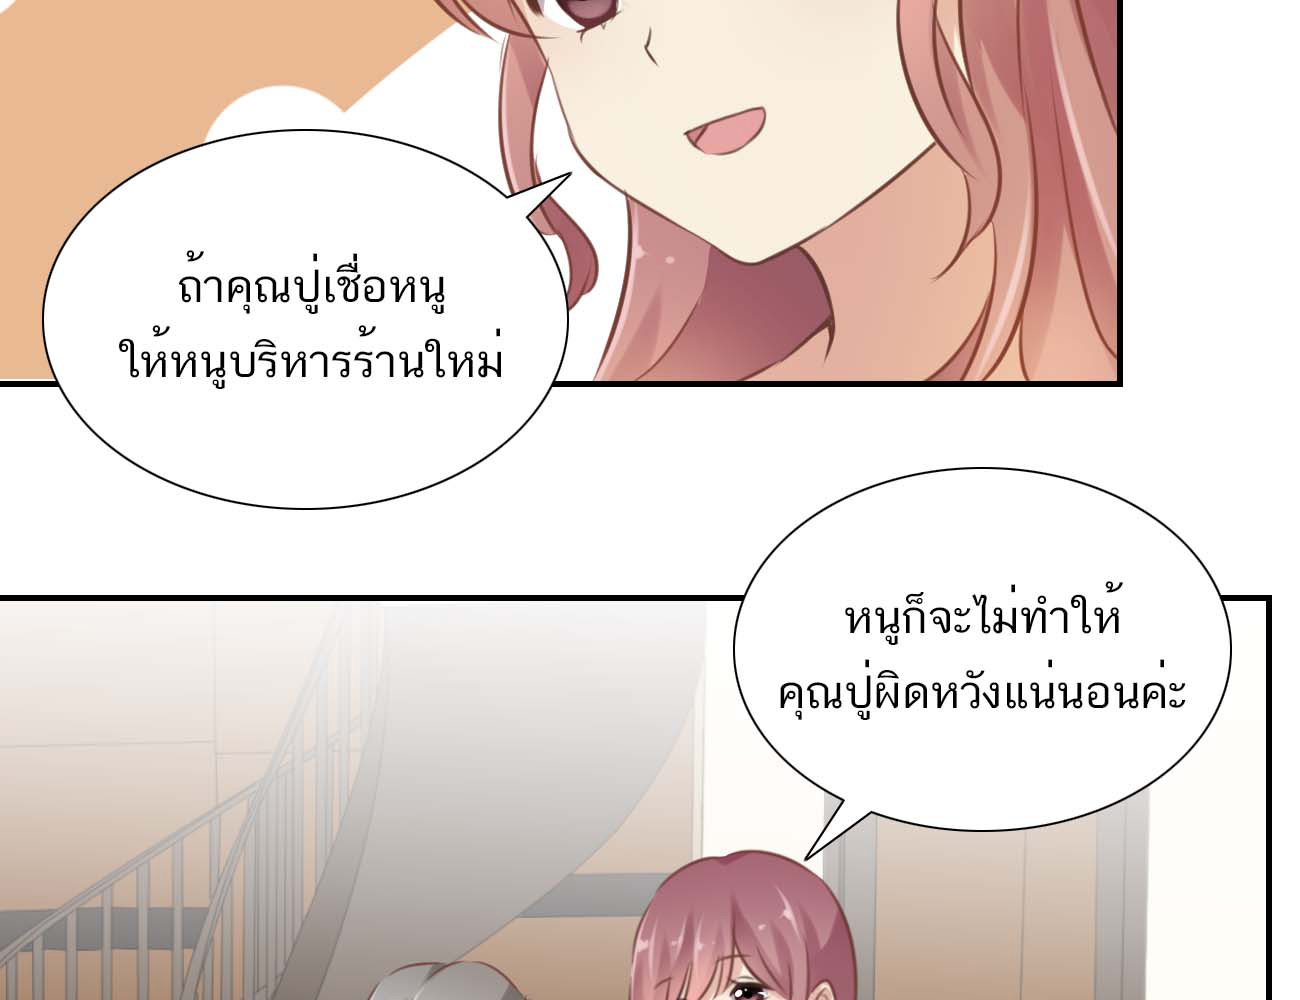 ถ้าคุณปู่เชื่อหนู
ให้หนูบริหารร้านใหม่
หนูก็จะไม่ทำให้
คุณปู่ผิดหวังแน่นอนค่ะ